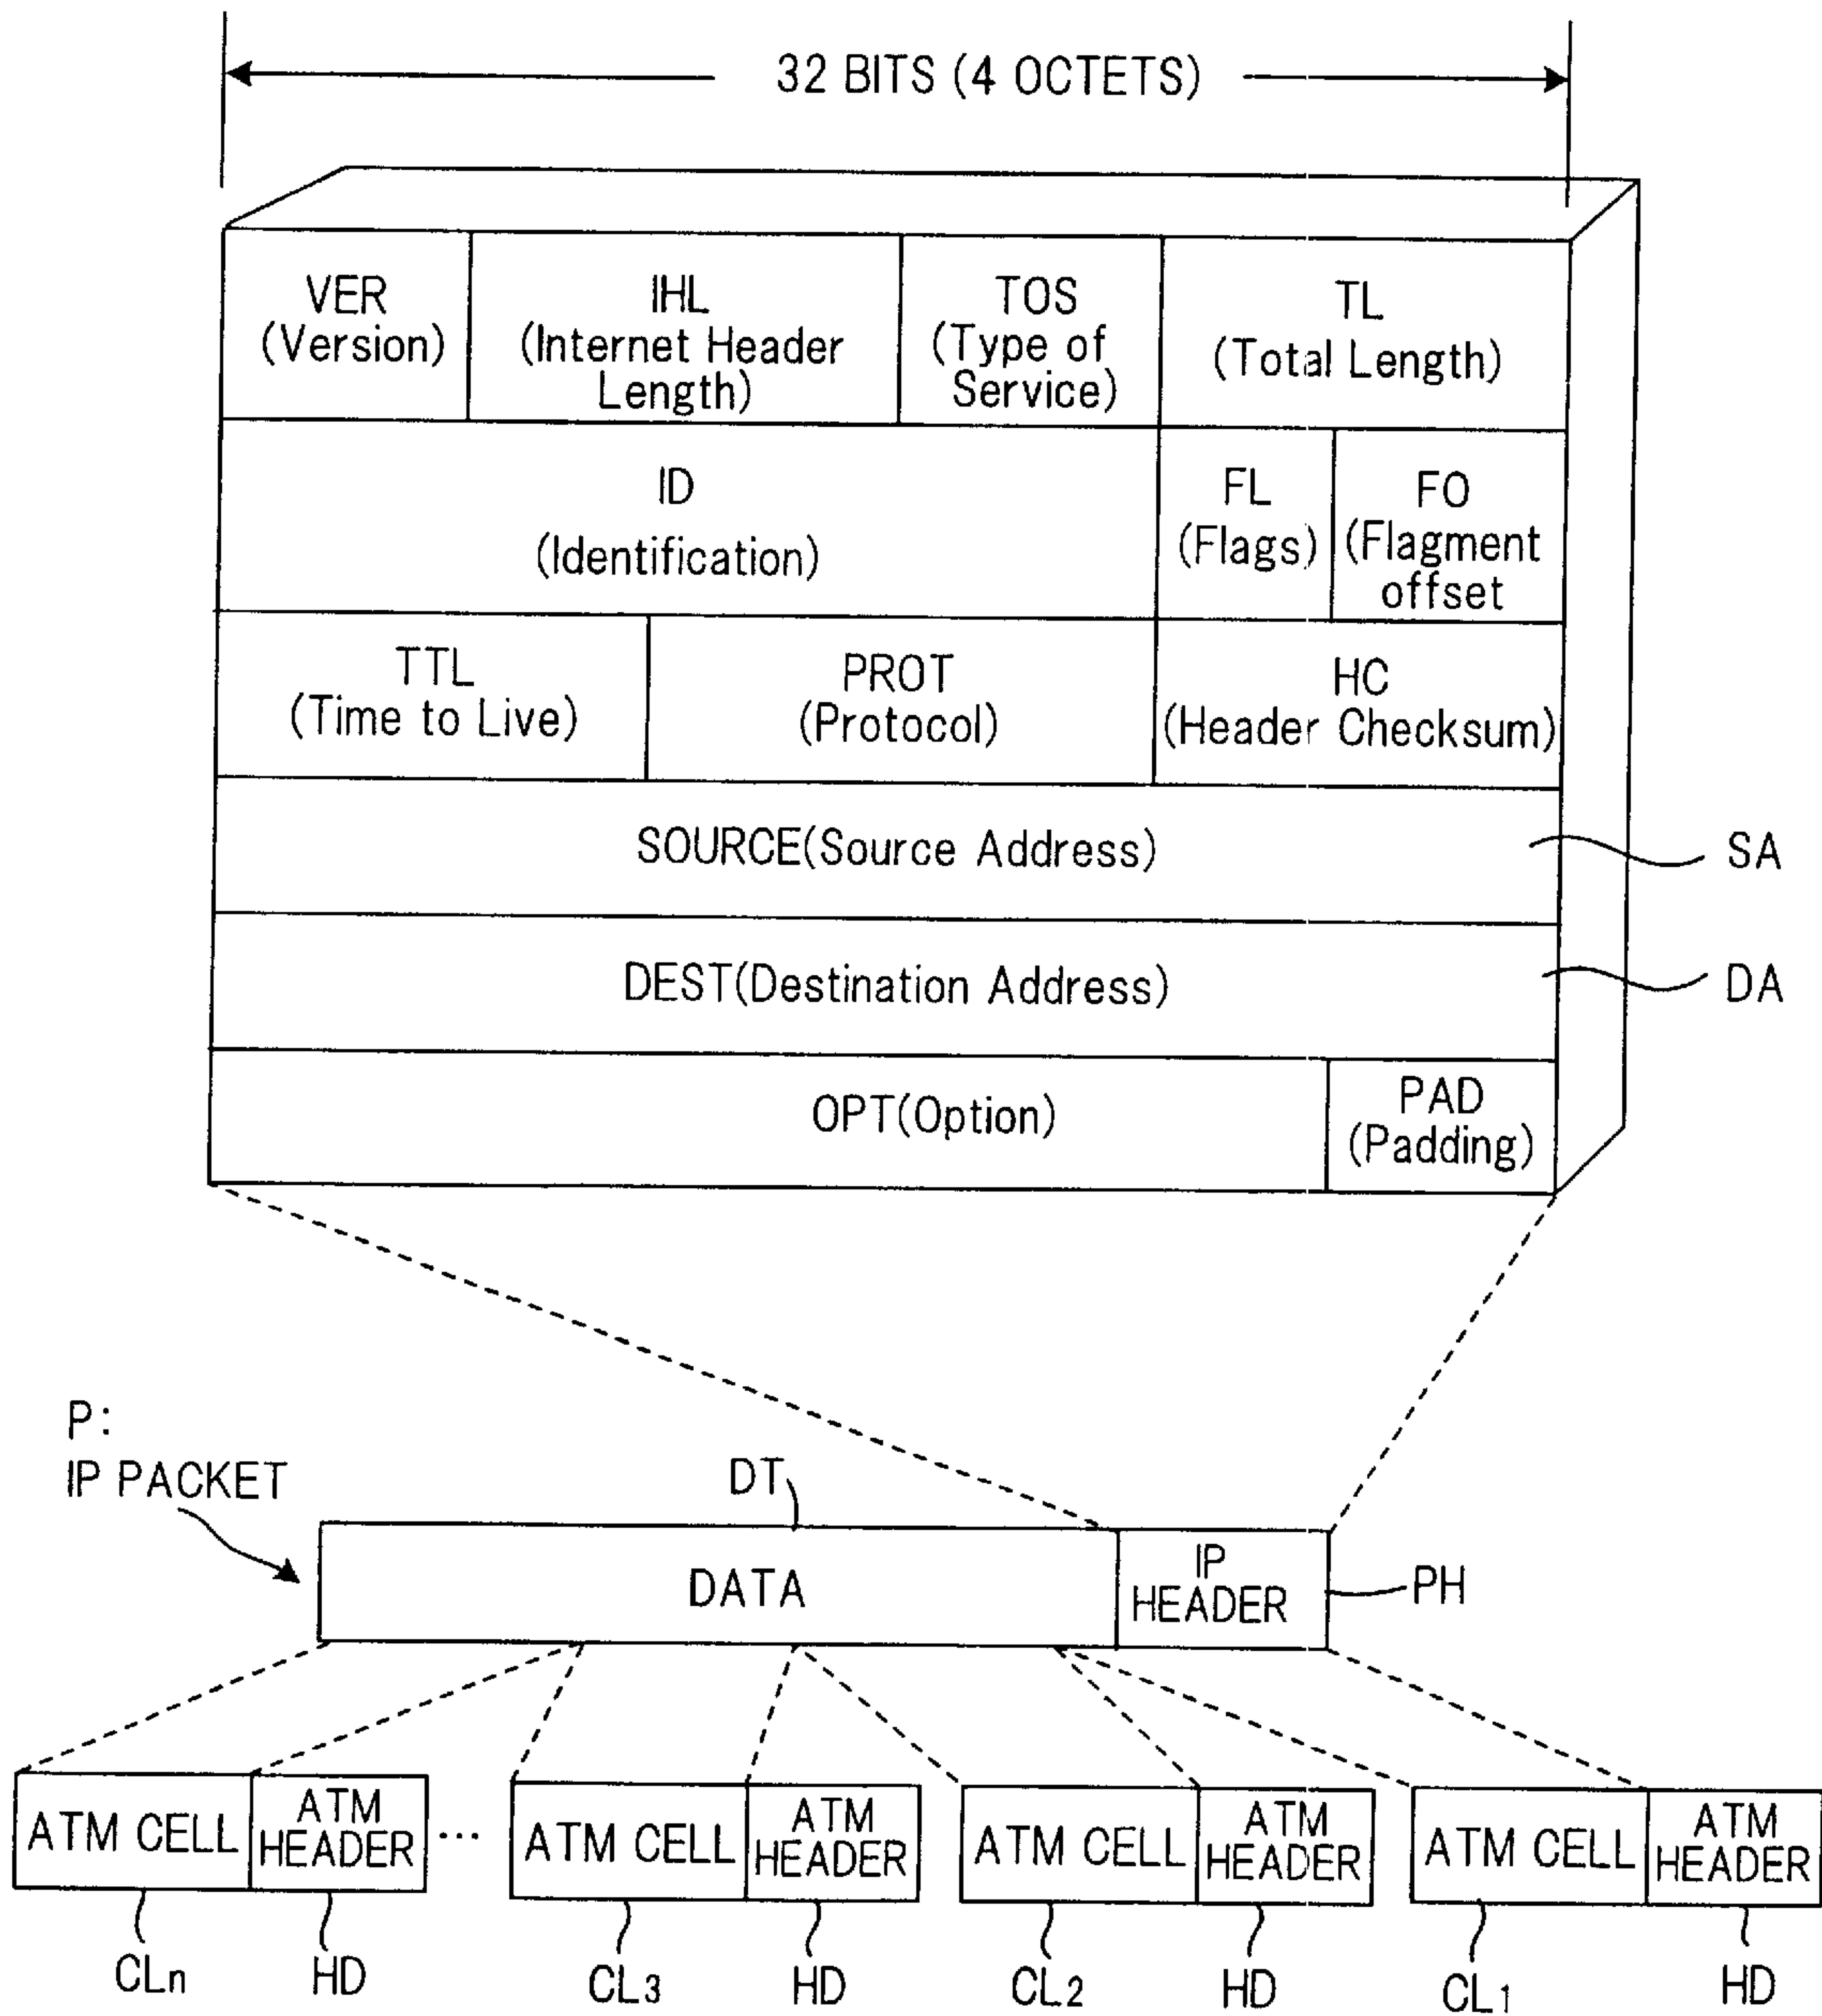 32 BITS (4 OCTETS)
VER
(Version)
IHL
(Internet Header
Length)
TOS
(Type of
Service)
TL
(Total Length)
ID
(Identification)
FL
(Flags)
FO
(Flagment
offset
TTL
(Time to Live)
PROT
(Protocol)
HC
(Header Checksum)
SOURCE(Source Address)
SA
DEST(Destination Address)
DA
OPT(Option)
PAD
(Padding)
P:
IP PACKET
DT
DATA
IP
HEADER
PH
ATM CELL
ATM
HEADER
...
ATM CELL
ATM
HEADER
ATM CELL
ATM
HEADER
ATM CELL
ATM
HEADER
CLn
HD
CL3
HD
CL2
HD
CL1
HD